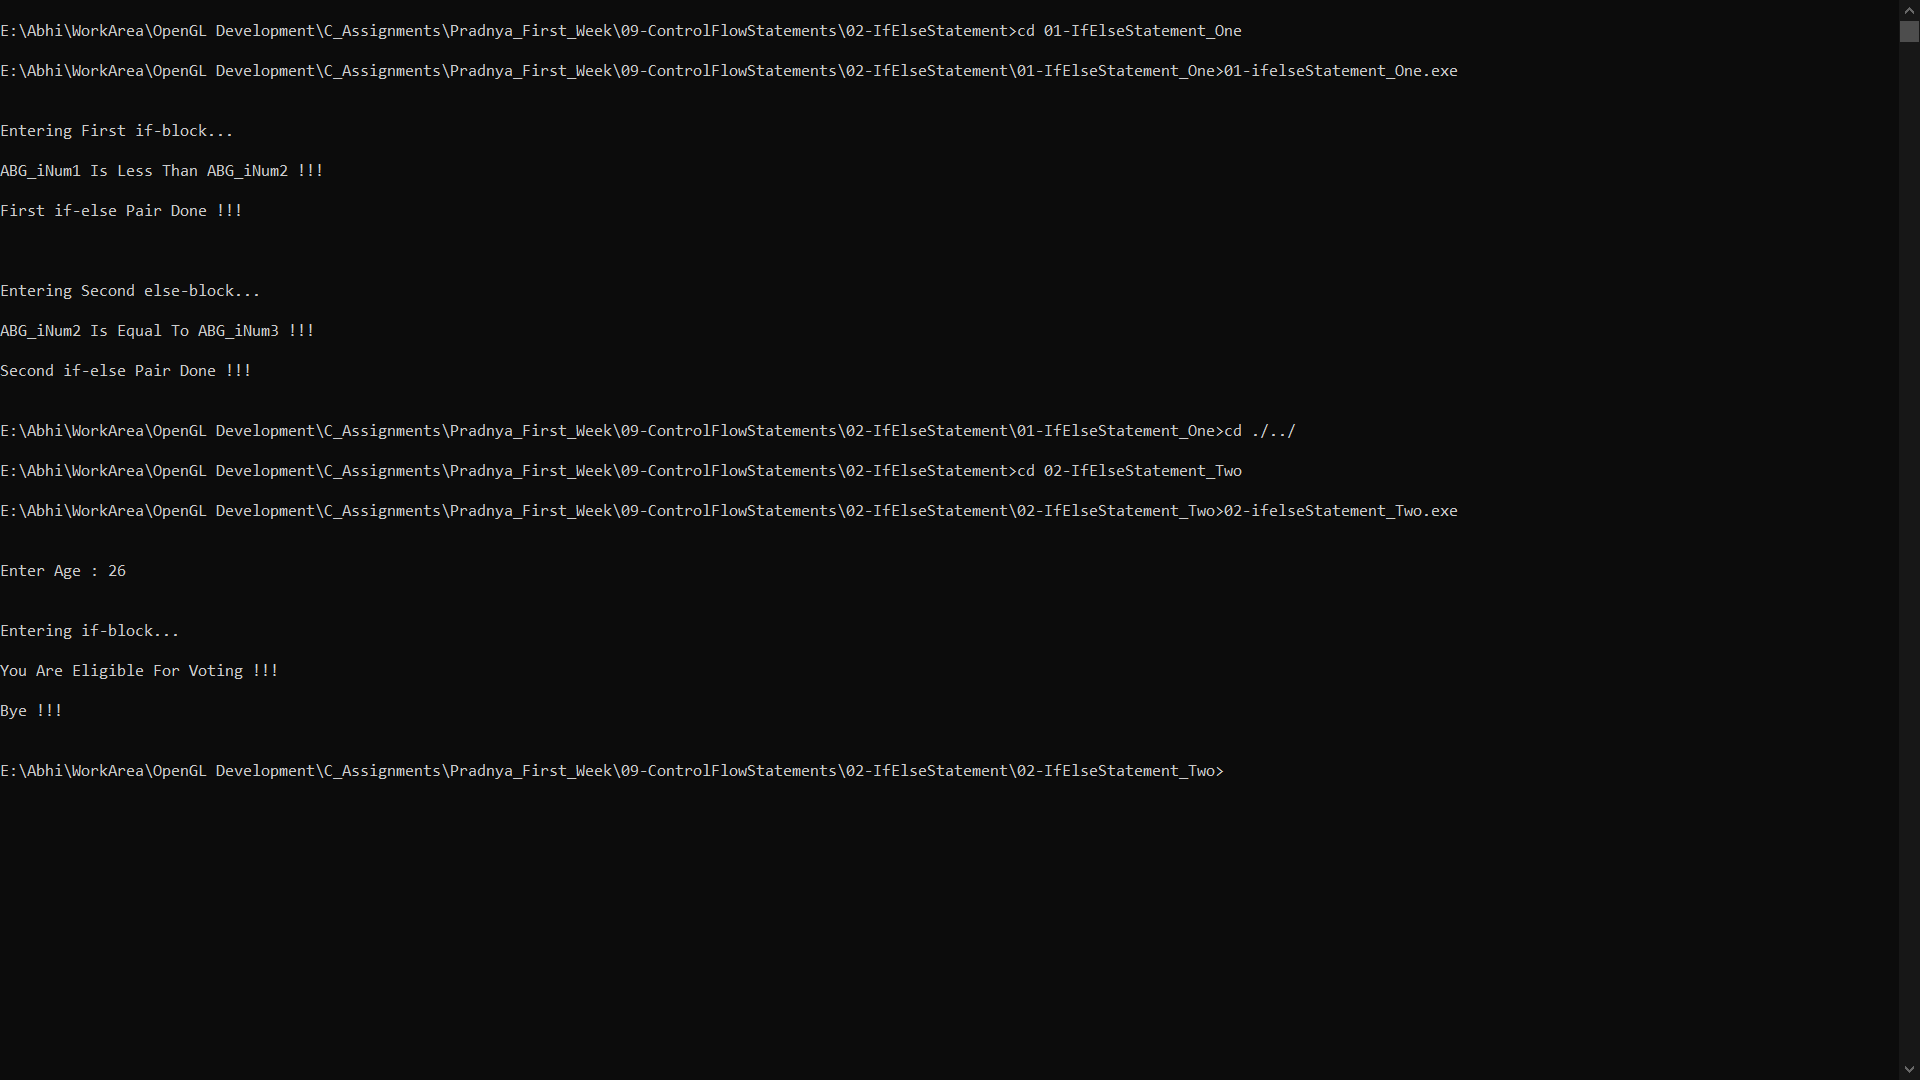 E:\Abhi\WorkArea\OpenGL Development\C_Assignments\Pradnya_First_Week\09-ControlFlowStatements\02-IfElseStatement>cd 01-IfElseStatement_One
E:\Abhi\WorkArea\OpenGL Development\C_Assignments\Pradnya_First_Week\09-ControlFlowStatements\02-IfElseStatement\01-IfElseStatement_One>01-ifelseStatement_One.exe
Entering First if-block...
ABG_iNum1 Is Less Than ABG_iNum2 !!!
First if-else Pair Done !!!
Entering Second else-block...
ABG_iNum2 Is Equal To ABG_iNum3 !!!
Second if-else Pair Done !!!
E:\Abhi\WorkArea\OpenGL Development\C_Assignments\Pradnya_First_Week\09-ControlFlowStatements\02-IfElseStatement\01-IfElseStatement_One>cd ./../
E:\Abhi\WorkArea\OpenGL Development\C_Assignments\Pradnya_First_Week\09-ControlFlowStatements\02-IfElseStatement>cd 02-IfElseStatement_Two
E:\Abhi\WorkArea\OpenGL Development\C_Assignments\Pradnya_First_Week\09-ControlFlowStatements\02-IfElseStatement\02-IfElseStatement_Two>02-ifelseStatement_Two.exe
Enter Age : 26
Entering if-block...
You Are Eligible For Voting !!!
Bye !!!
E:\Abhi\WorkArea\OpenGL Development\C_Assignments\Pradnya_First_Week\09-ControlFlowStatements\02-IfElseStatement\02-IfElseStatement_Two>